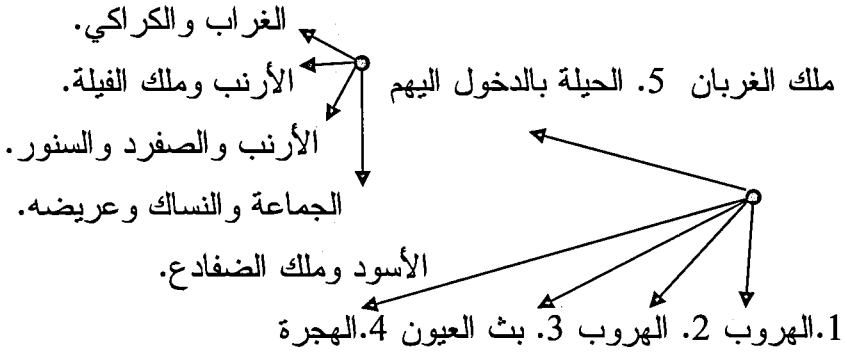 الغراب والكراكي.
الأرنب وملك الفيلة.
ملك الغربان 5. الحيلة بالدخول اليهم
الأرنب والصفرد والسنور.
الجماعة والنساك وعريضه.
الأسود وملك الضفادع.
1.الهروب 2. الهروب 3. بث العيون 4.الهجرة